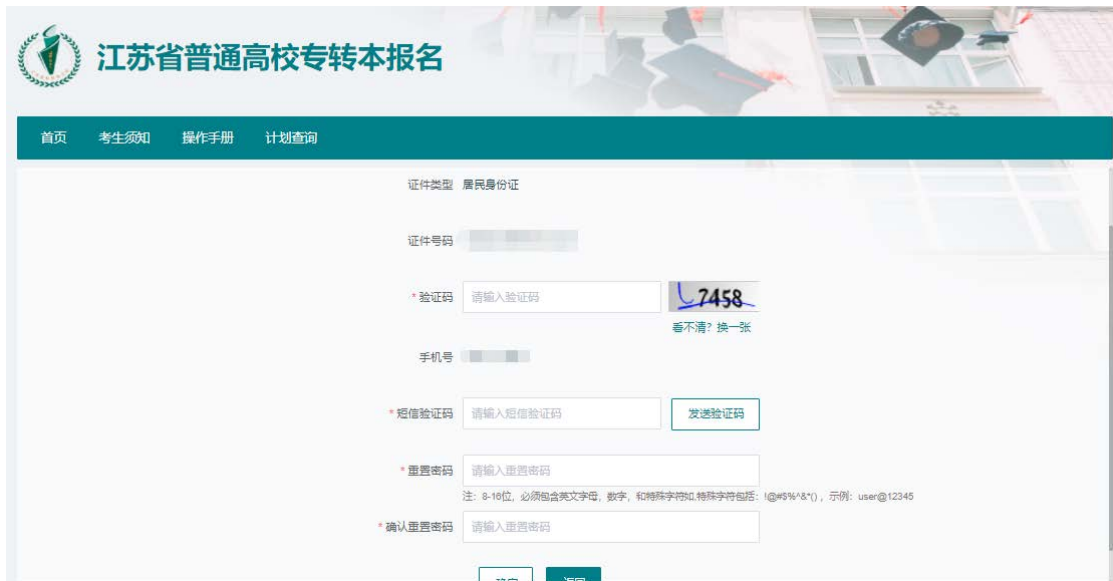 江苏省普通高校专转本报名
首页 考生须知 操作手册 计划查询
证件类型 居民身份证
证件号码
*验证码 请输入验证码 7458
看不清？换一张
手机号
*短信验证码 请输入短信验证码 发送验证码
*重置密码 请输入重置密码
注：8-16位，必须包含英文字母，数字，和特殊字符如,特殊字符包括：!@#$%^&*()，示例：user@12345
*确认重置密码 请输入重置密码
确定 返回